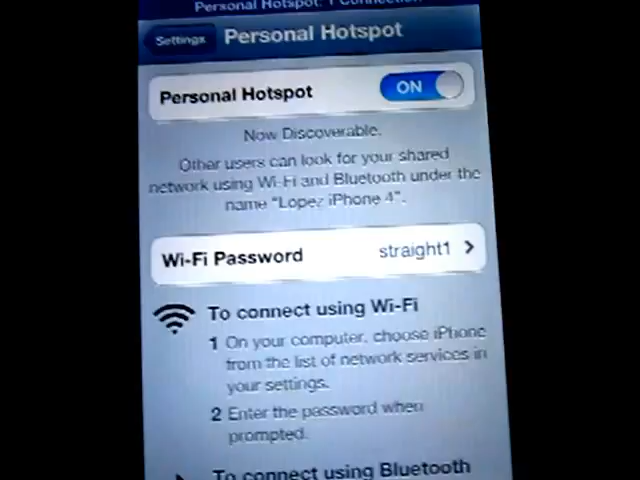 Personal Hotspot: 1 Connection
Settings
Personal Hotspot
Personal Hotspot ON
Now Discoverable.
Other users can look for your shared
network using Wi-Fi and Bluetooth under the
name "Lopez iPhone 4".
Wi-Fi Password straight1
To connect using Wi-Fi
1 On your computer, choose iPhone
from the list of network services in
your settings.
2 Enter the password when
prompted.
To connect using Bluetooth